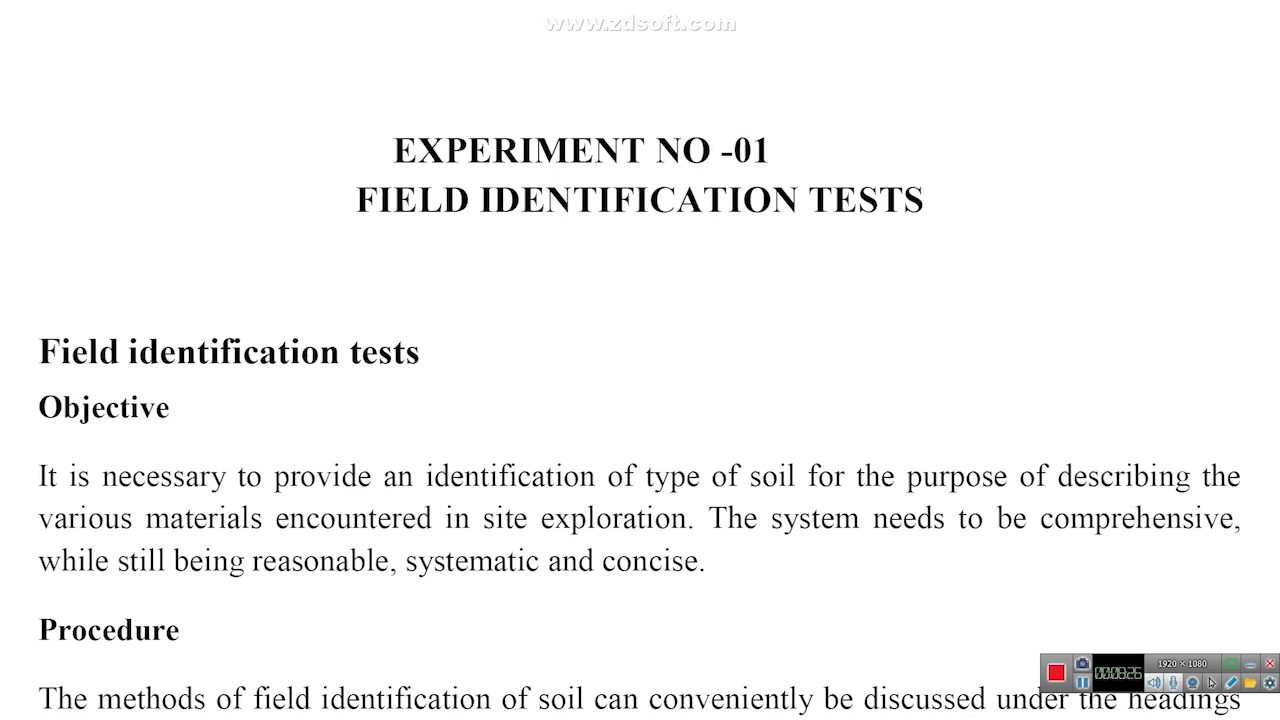 www.zdsoft.com
EXPERIMENT NO -01
FIELD IDENTIFICATION TESTS
Field identification tests
Objective
It is necessary to provide an identification of type of soil for the purpose of describing the
various materials encountered in site exploration. The system needs to be comprehensive,
while still being reasonable, systematic and concise.
Procedure
1920 × 1080
00:08:26
The methods of field identification of soil can conveniently be discussed under the headings